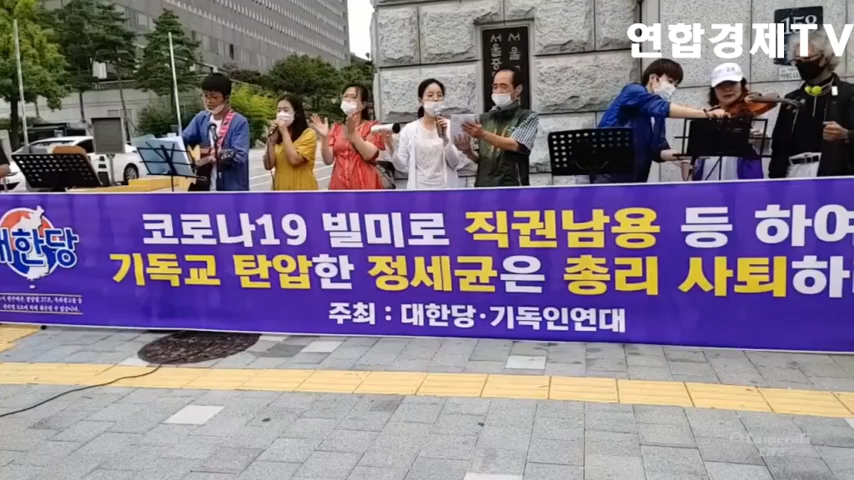 연합경제TV
158
코로나19 빌미로 직권남용 등 하여
대한당
기독교 탄압한 정세균은 총리 사퇴하
주최 : 대한당·기독인연대